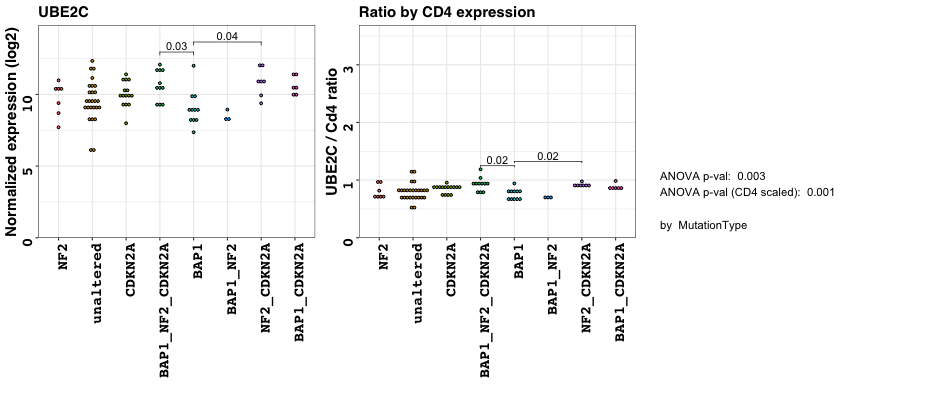 UBE2C
Normalized expression (log2)
10
5
0
0.03
0.04
NF2
unaltered
CDKN2A
BAP1_NF2_CDKN2A
BAP1
BAP1_NF2
NF2_CDKN2A
BAP1_CDKN2A
Ratio by CD4 expression
UBE2C / Cd4 ratio
3
2
1
0
0.02
0.02
NF2
unaltered
CDKN2A
BAP1_NF2_CDKN2A
BAP1
BAP1_NF2
NF2_CDKN2A
BAP1_CDKN2A
ANOVA p-val: 0.003
ANOVA p-val (CD4 scaled): 0.001
by MutationType